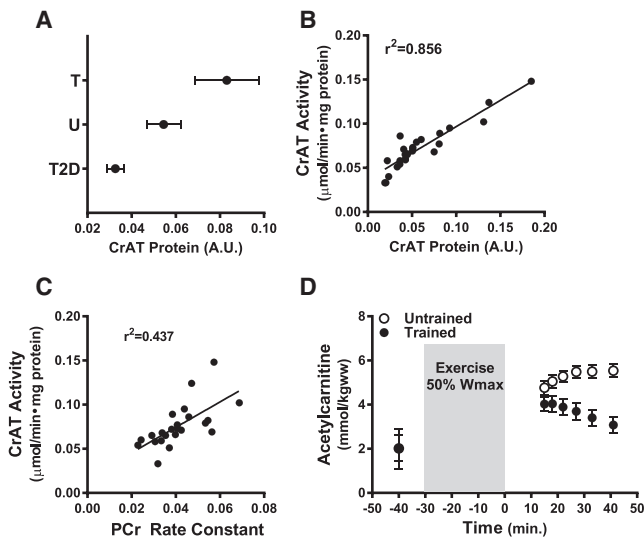 A
T
U
T2D
0.02 0.04 0.06 0.08 0.10
CrAT Protein (A.U.)
B
r²=0.856
CrAT Activity
(μmol/min•mg protein)
0.20
0.15
0.10
0.05
0.00
0.00 0.05 0.10 0.15 0.20
CrAT Protein (A.U.)
C
r²=0.437
CrAT Activity
(μmol/min•mg protein)
0.20
0.15
0.10
0.05
0.00
0.00 0.02 0.04 0.06 0.08
PCr Rate Constant
D
Untrained
Trained
Exercise
50% Wmax
Acetylcarnitine
(mmol/kgww)
8
6
4
2
0
-50 -40 -30 -20 -10 0 10 20 30 40 50
Time (min.)